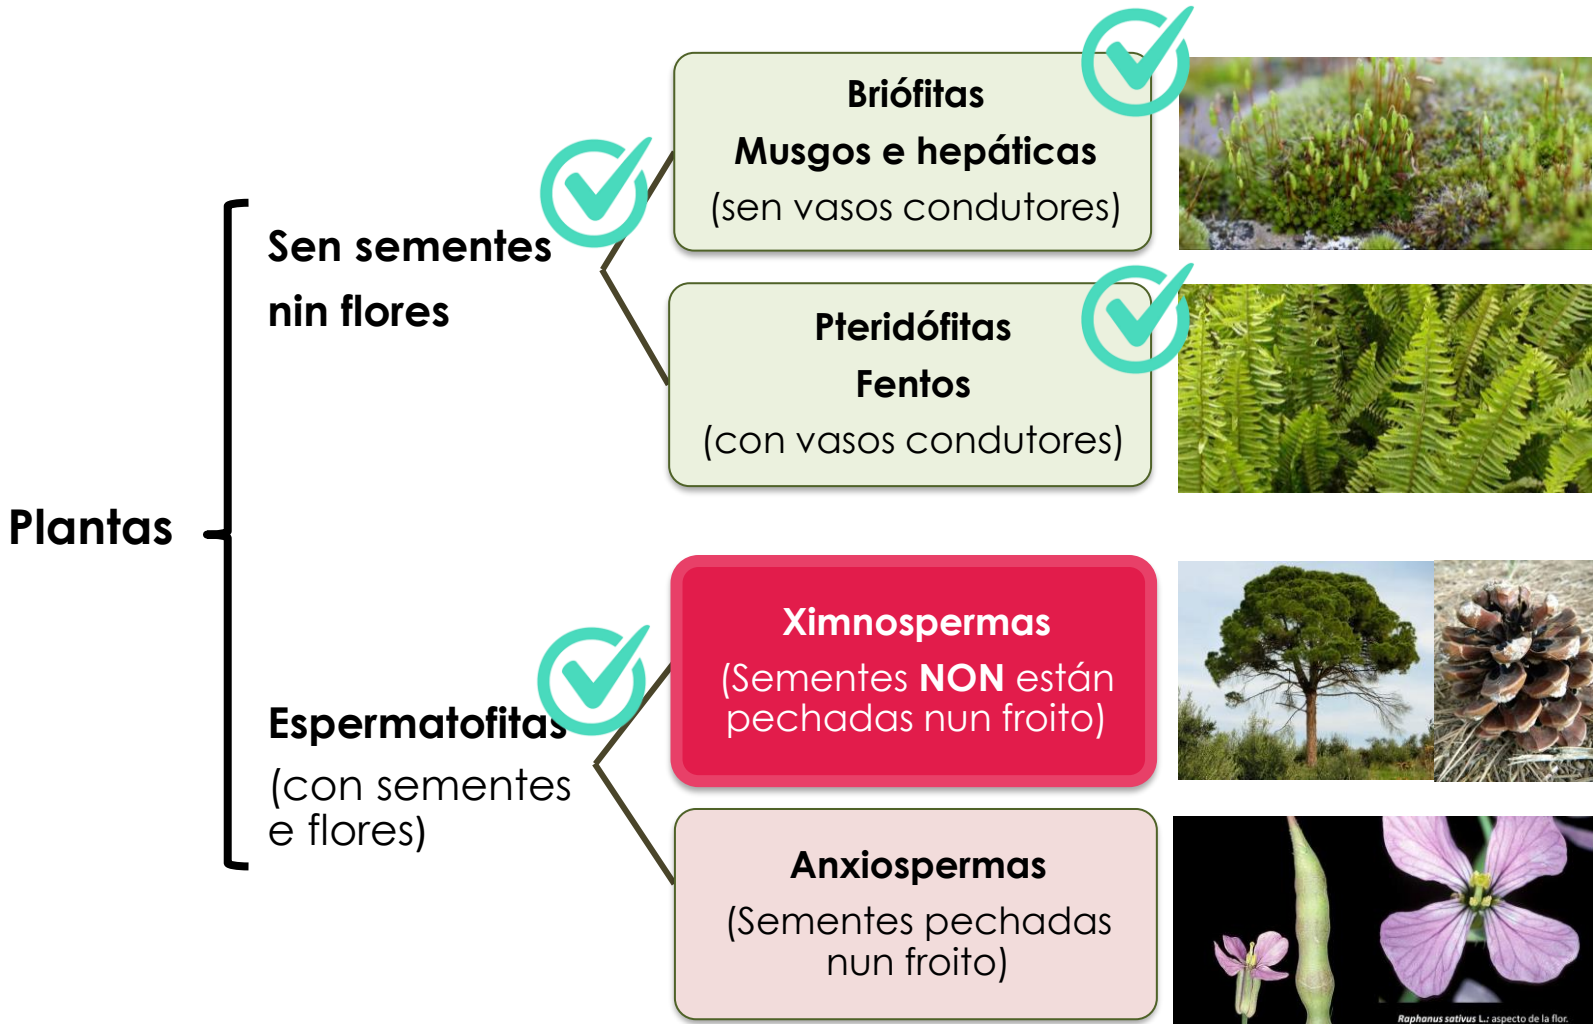 Briófitas
Musgos e hepáticas
(sen vasos condutores)
Sen sementes
nin flores
Pteridófitas
Fentos
(con vasos condutores)
Plantas
Ximnospermas
(Sementes NON están
pechadas nun froito)
Espermatofitas
(con sementes
e flores)
Anxiospermas
(Sementes pechadas
nun froito)
Raphanus sativus L.: aspecto de la flor.